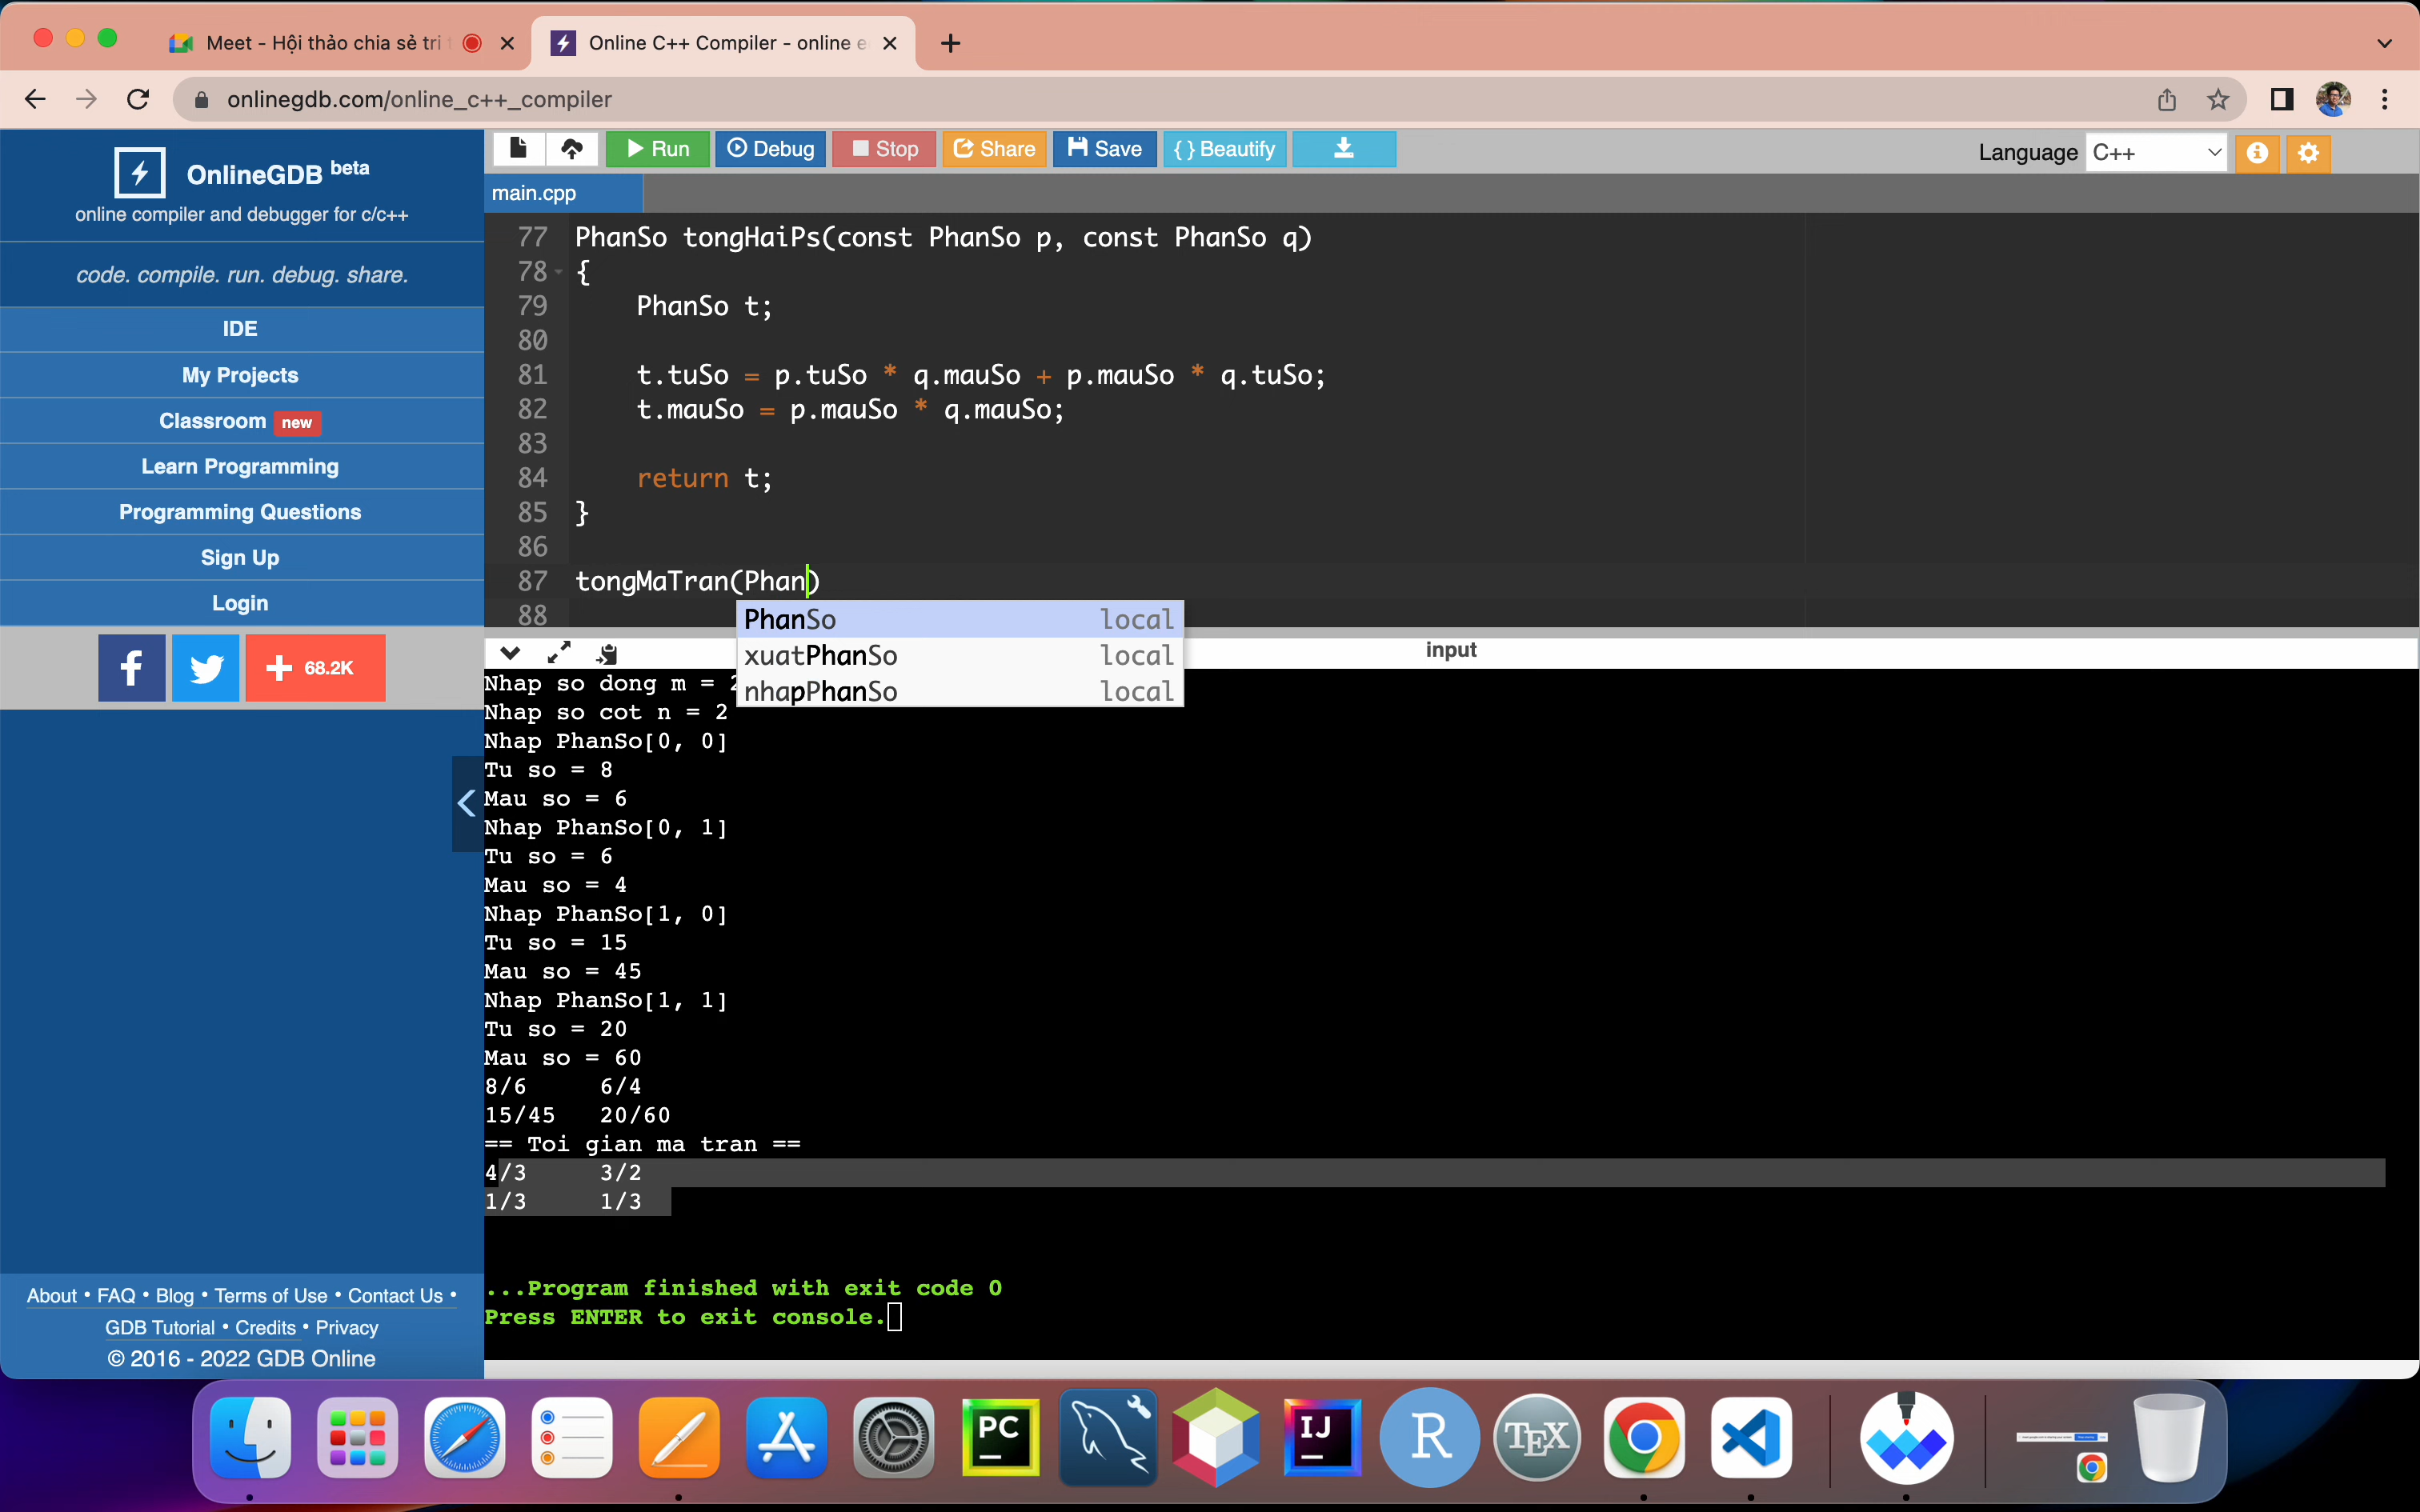 Meet - Hội thảo chia sẻ tri t
Online C++ Compiler - online e
onlinegdb.com/online_c++_compiler
OnlineGDB beta
online compiler and debugger for c/c++
code. compile. run. debug. share.
IDE
My Projects
Classroom new
Learn Programming
Programming Questions
Sign Up
Login
+ 68.2K
About • FAQ • Blog • Terms of Use • Contact Us •
GDB Tutorial • Credits • Privacy
© 2016 - 2022 GDB Online
Run Debug Stop Share Save { } Beautify
Language C++
main.cpp
77 PhanSo tongHaiPs(const PhanSo p, const PhanSo q)
78 {
79 PhanSo t;
80
81 t.tuSo = p.tuSo * q.mauSo + p.mauSo * q.tuSo;
82 t.mauSo = p.mauSo * q.mauSo;
83
84 return t;
85 }
86
87 tongMaTran(Phan)
88
PhanSo local
xuatPhanSo local
nhapPhanSo local
input
Nhap so dong m = 2
Nhap so cot n = 2
Nhap PhanSo[0, 0]
Tu so = 8
Mau so = 6
Nhap PhanSo[0, 1]
Tu so = 6
Mau so = 4
Nhap PhanSo[1, 0]
Tu so = 15
Mau so = 45
Nhap PhanSo[1, 1]
Tu so = 20
Mau so = 60
8/6 6/4
15/45 20/60
== Toi gian ma tran ==
4/3 3/2
1/3 1/3
...Program finished with exit code 0
Press ENTER to exit console.
PC
IJ
R
TEX